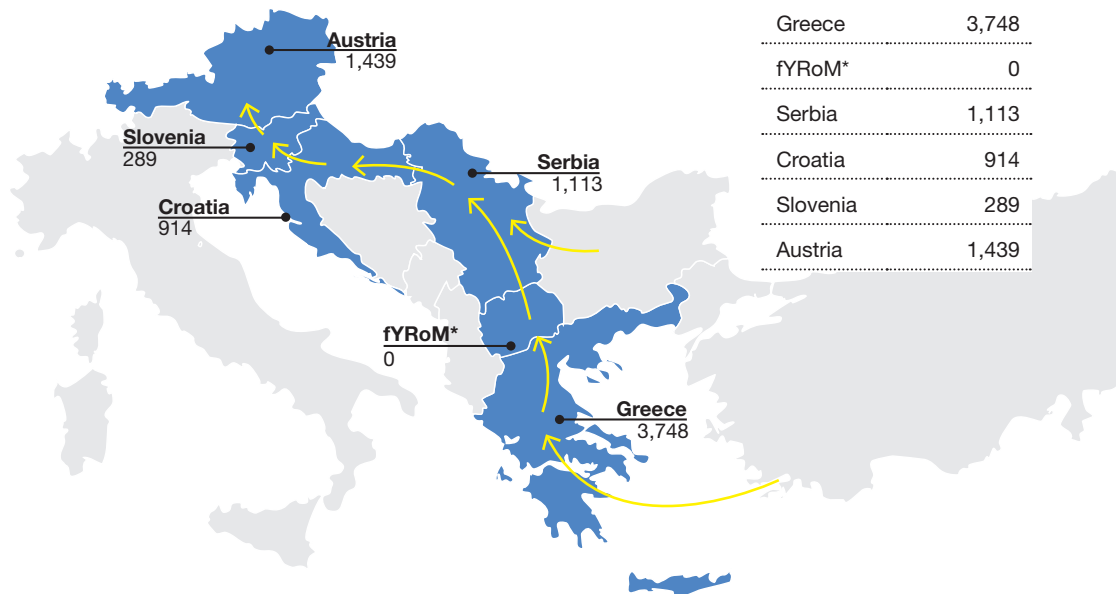 Austria
1,439
Slovenia
289
Serbia
1,113
Croatia
914
fYRoM*
0
Greece
3,748
Greece 3,748
fYRoM* 0
Serbia 1,113
Croatia 914
Slovenia 289
Austria 1,439